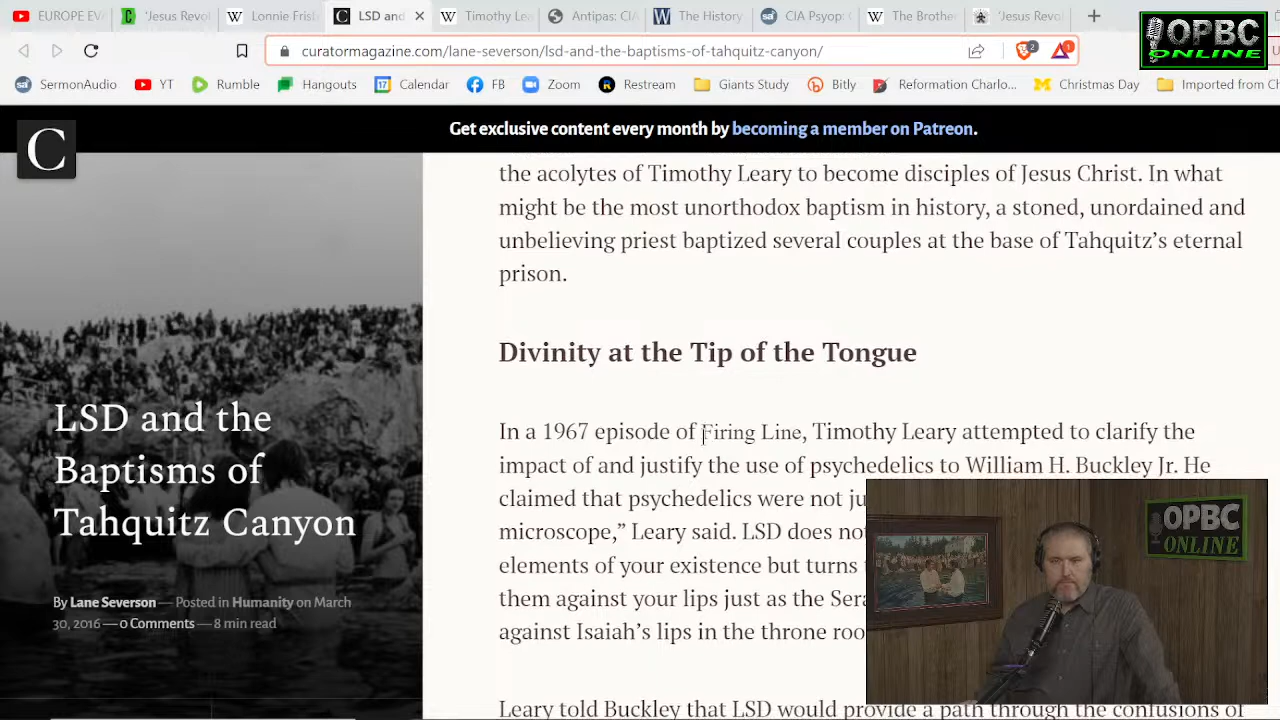 EUROPE EV
'Jesus Revol
Lonnie Frisl
LSD and
Timothy Lee
Antipas: CIA
The History
CIA Psyop:
The Brother
'Jesus Revo
OPBC
ONLINE
curatormagazine.com/lane-severson/lsd-and-the-baptisms-of-tahquitz-canyon/
2
1
SermonAudio
YT
Rumble
Hangouts
17 Calendar
FB
Zoom
Restream
Giants Study
Bitly
Reformation Charlo...
Christmas Day
Imported from C
Get exclusive content every month by becoming a member on Patreon.
C
the acolytes of Timothy Leary to become disciples of Jesus Christ. In what
might be the most unorthodox baptism in history, a stoned, unordained and
unbelieving priest baptized several couples at the base of Tahquitz's eternal
prison.
Divinity at the Tip of the Tongue
In a 1967 episode of Firing Line, Timothy Leary attempted to clarify the
impact of and justify the use of psychedelics to William H. Buckley Jr. He
claimed that psychedelics were not ju
microscope,” Leary said. LSD does no
elements of your existence but turns
them against your lips just as the Sera
against Isaiah's lips in the throne roo
Leary told Buckley that LSD would provide a path through the confusions of
LSD and the
Baptisms of
Tahquitz Canyon
By Lane Severson — Posted in Humanity on March
30, 2016 — 0 Comments — 8 min read
OPBC
ONLINE